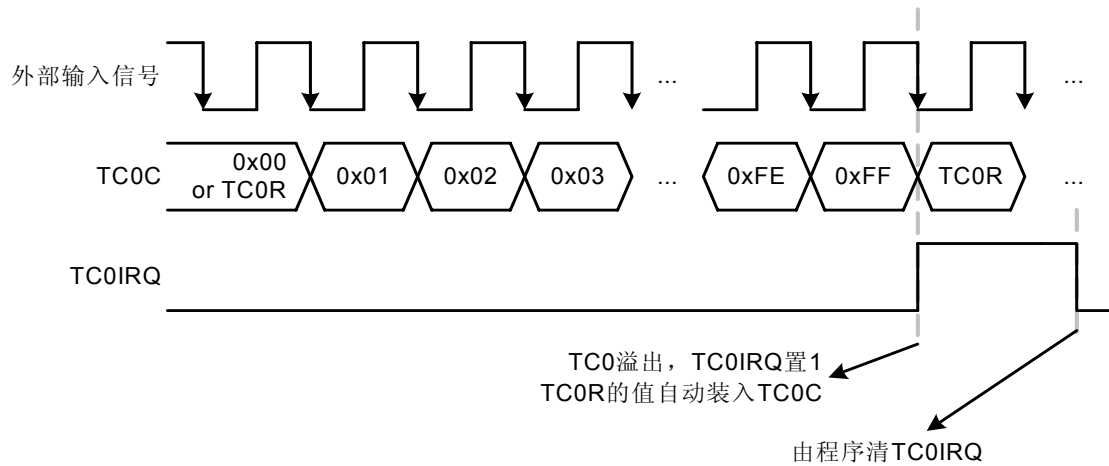 外部输入信号
...
...
TC0C
0x00
or TC0R
0x01
0x02
0x03
...
0xFE
0xFF
TC0R
...
TC0IRQ
TC0溢出，TC0IRQ置1
TC0R的值自动装入TC0C
由程序清TC0IRQ